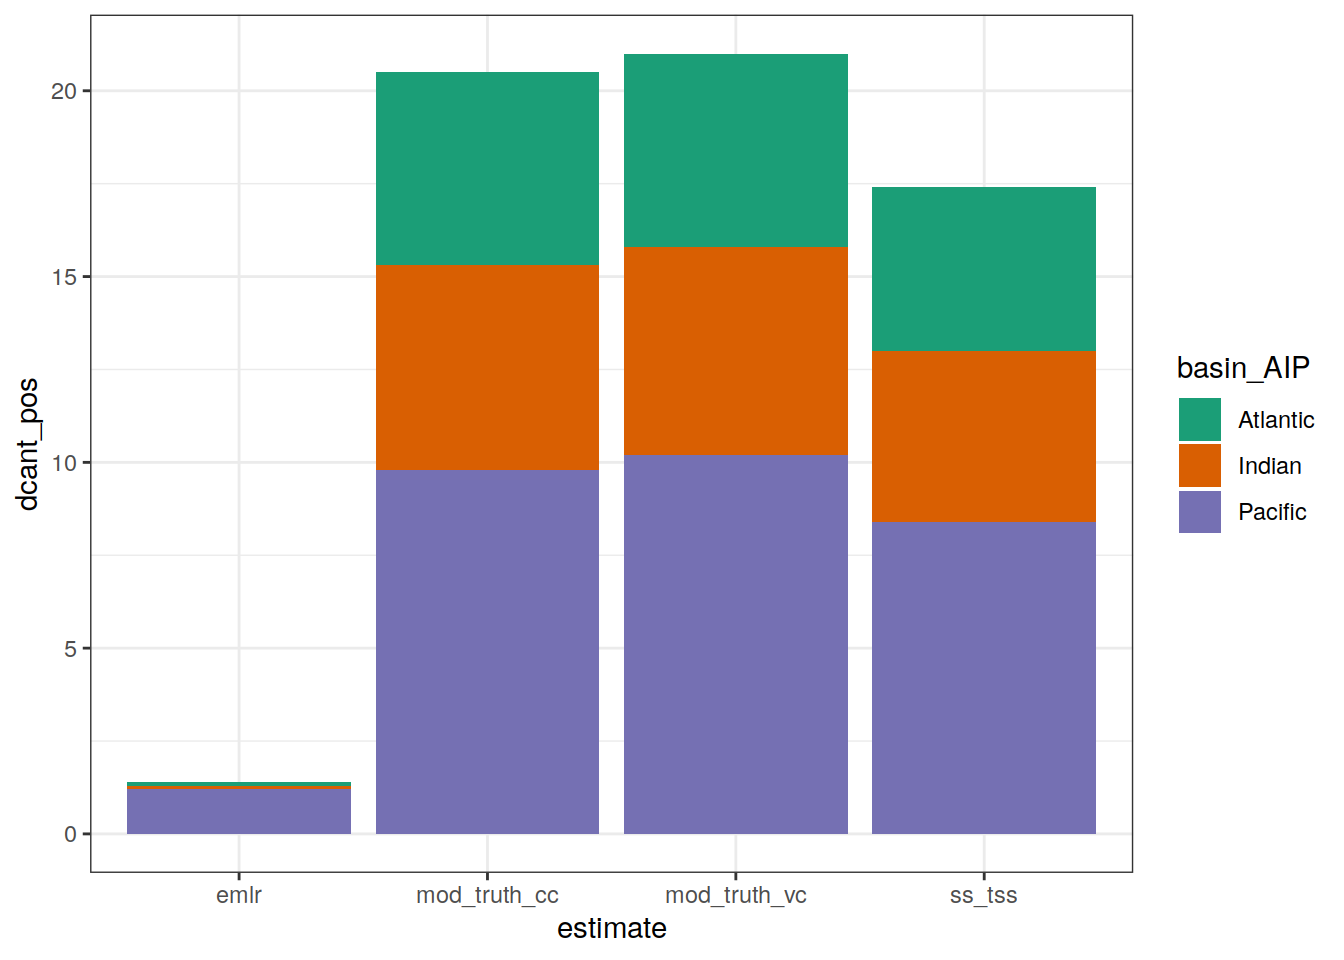 20
15
10
5
0
dcant_pos
emlr
mod_truth_cc
mod_truth_vc
ss_tss
estimate
basin_AIP
Atlantic
Indian
Pacific